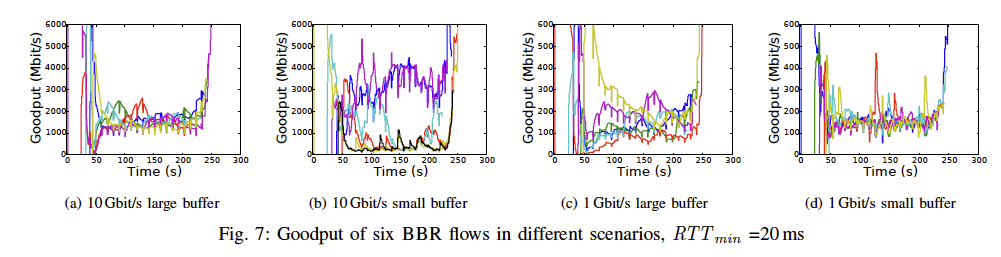 6000
5000
4000
3000
2000
1000
0
Goodput (Mbit/s)
0 50 100 150 200 250 300
Time (s)
(a) 10 Gbit/s large buffer
6000
5000
4000
3000
2000
1000
0
Goodput (Mbit/s)
0 50 100 150 200 250 300
Time (s)
(b) 10 Gbit/s small buffer
600
500
400
300
200
100
0
Goodput (Mbit/s)
0 50 100 150 200 250 300
Time (s)
(c) 1 Gbit/s large buffer
600
500
400
300
200
100
0
Goodput (Mbit/s)
0 50 100 150 200 250 300
Time (s)
(d) 1 Gbit/s small buffer
Fig. 7: Goodput of six BBR flows in different scenarios, RTT min =20 ms